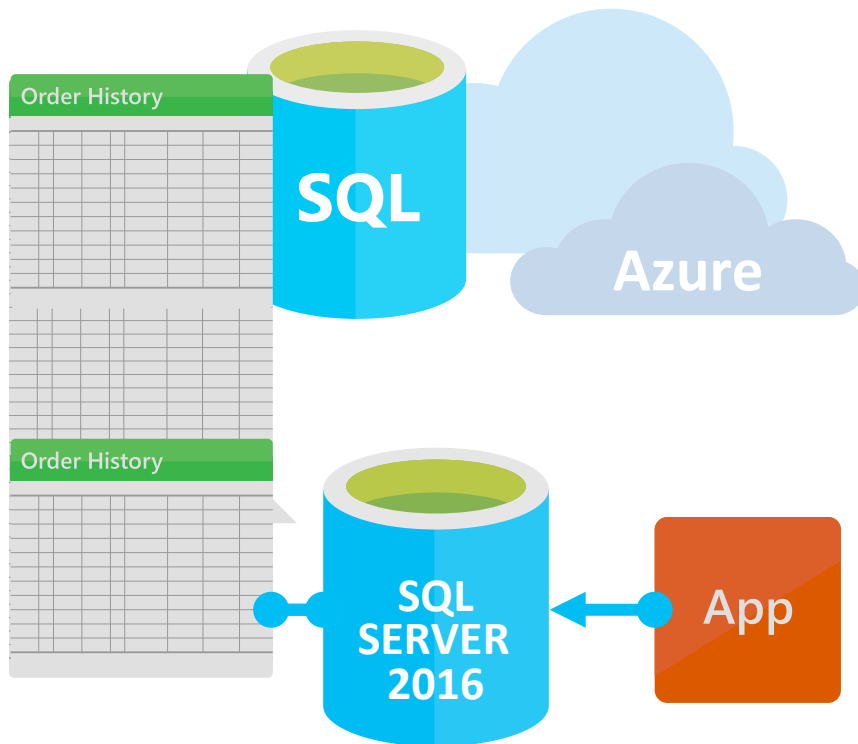 Order History
SQL
Azure
Order History
SQL
SERVER
2016
App